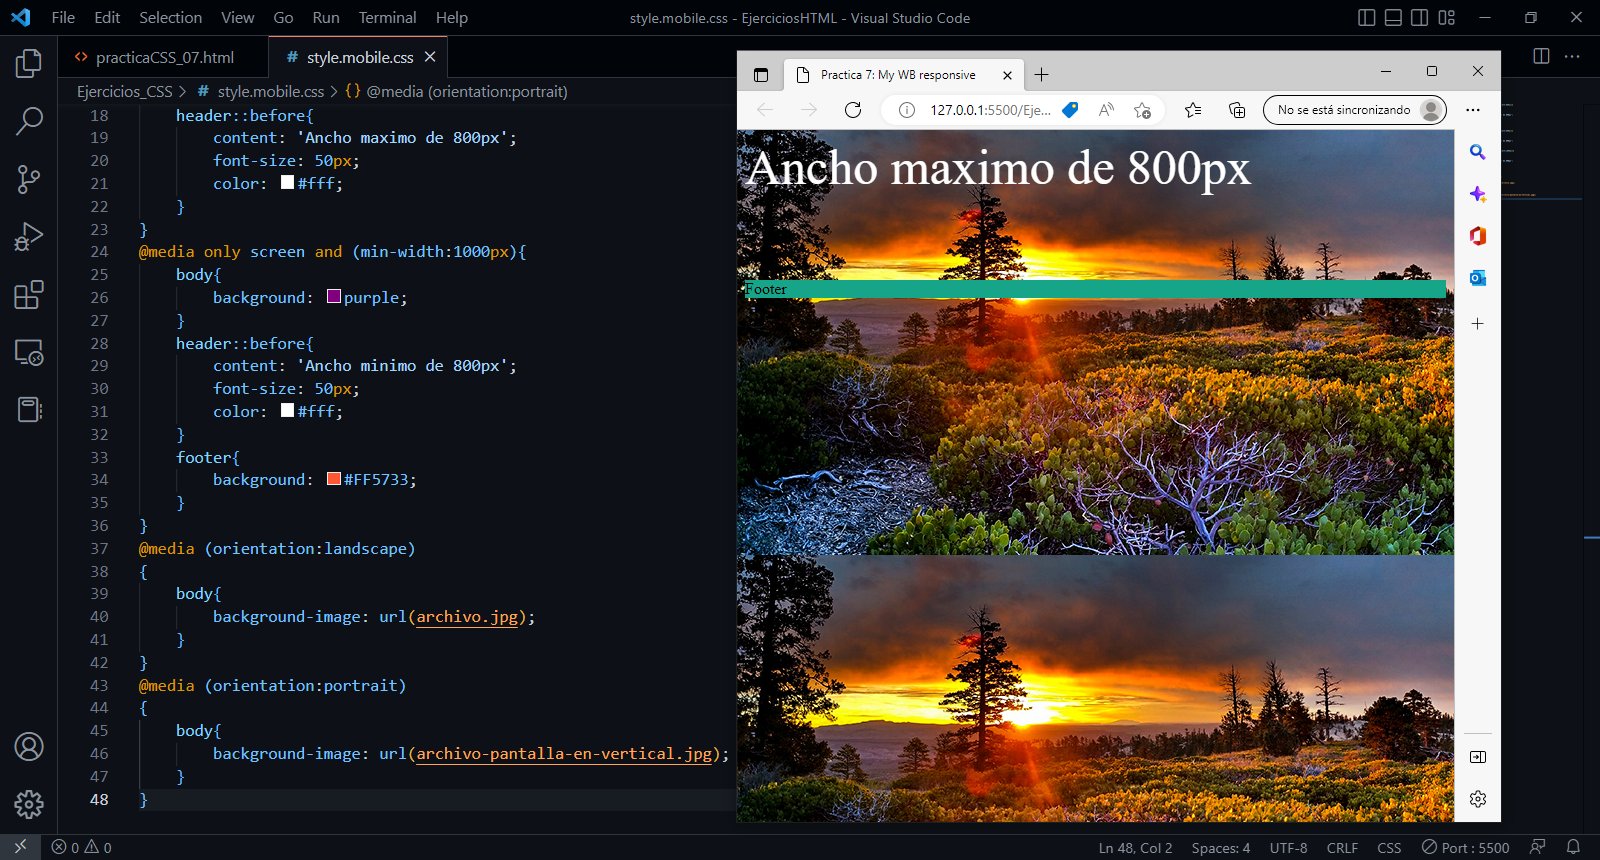 File Edit Selection View Go Run Terminal Help
style.mobile.css - EjerciciosHTML - Visual Studio Code
<> practicaCSS_07.html
# style.mobile.css
Ejercicios_CSS > # style.mobile.css > {} @media (orientation:portrait)
18 header::before{
19 content: 'Ancho maximo de 800px';
20 font-size: 50px;
21 color: #fff;
22 }
23 }
24 @media only screen and (min-width:1000px){
25 body{
26 background: purple;
27 }
28 header::before{
29 content: 'Ancho minimo de 800px';
30 font-size: 50px;
31 color: #fff;
32 }
33 footer{
34 background: #FF5733;
35 }
36 }
37 @media (orientation:landscape)
38 {
39 body{
40 background-image: url(archivo.jpg);
41 }
42 }
43 @media (orientation:portrait)
44 {
45 body{
46 background-image: url(archivo-pantalla-en-vertical.jpg);
47 }
48 }
Practica 7: My WB responsive
127.0.0.1:5500/Eje...
No se está sincronizando
Ancho maximo de 800px
Footer
0 0
Ln 48, Col 2
Spaces: 4
UTF-8
CRLF
CSS
Port : 5500